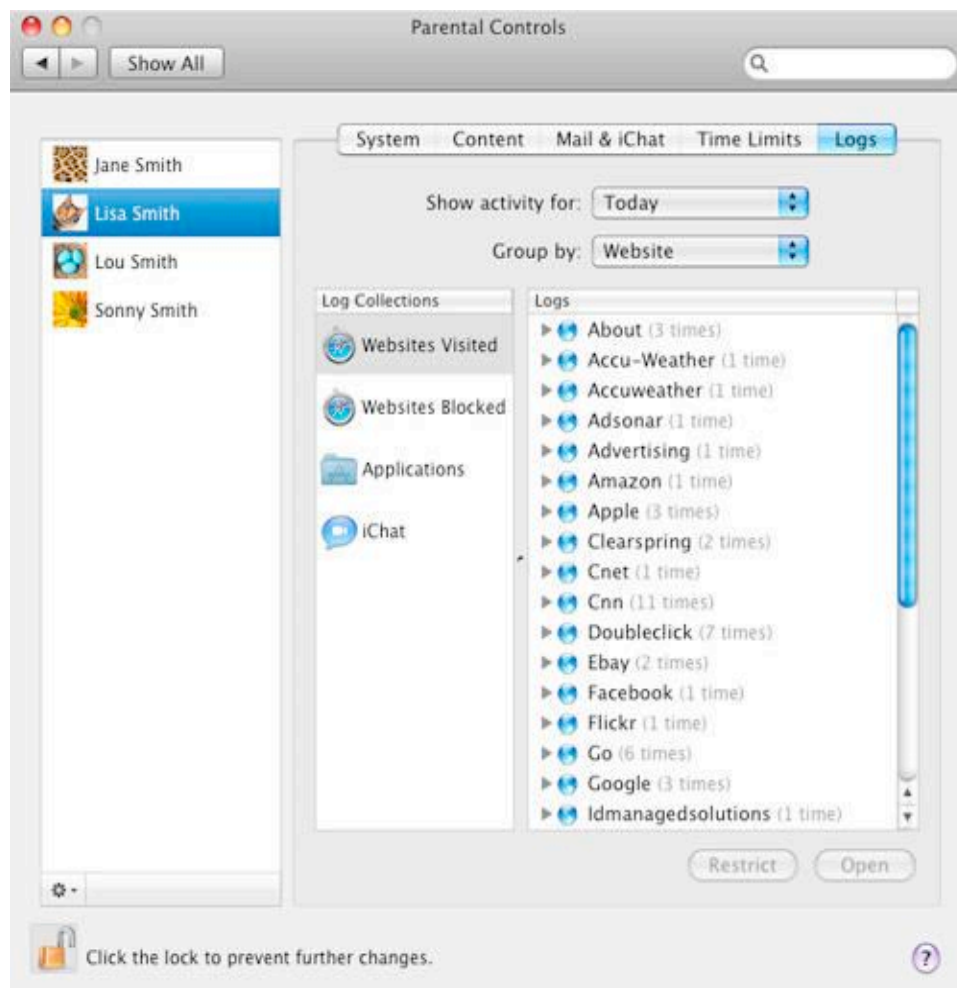 Parental Controls
Show All
System Content Mail & iChat Time Limits Logs
Jane Smith
Lisa Smith
Lou Smith
Sonny Smith
Show activity for: Today
Group by: Website
Log Collections
Websites Visited
Websites Blocked
Applications
iChat
Logs
About (3 times)
Accu-Weather (1 time)
Accuweather (1 time)
Adsonar (1 time)
Advertising (1 time)
Amazon (1 time)
Apple (3 times)
Clearspring (2 times)
Cnet (1 time)
Cnn (11 times)
Doubleclick (7 times)
Ebay (2 times)
Facebook (1 time)
Flickr (1 time)
Go (6 times)
Google (3 times)
Idmanagedsolutions (1 time)
Restrict Open
Click the lock to prevent further changes.
?